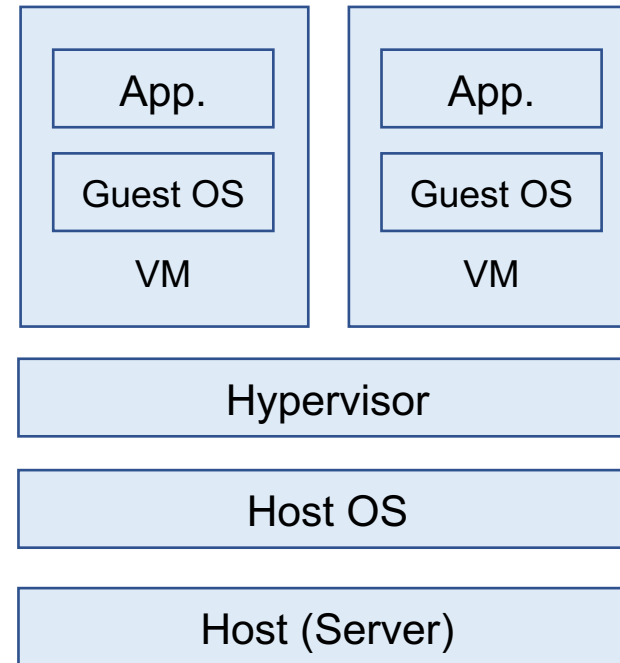 App.
Guest OS
VM
App.
Guest OS
VM
Hypervisor
Host OS
Host (Server)